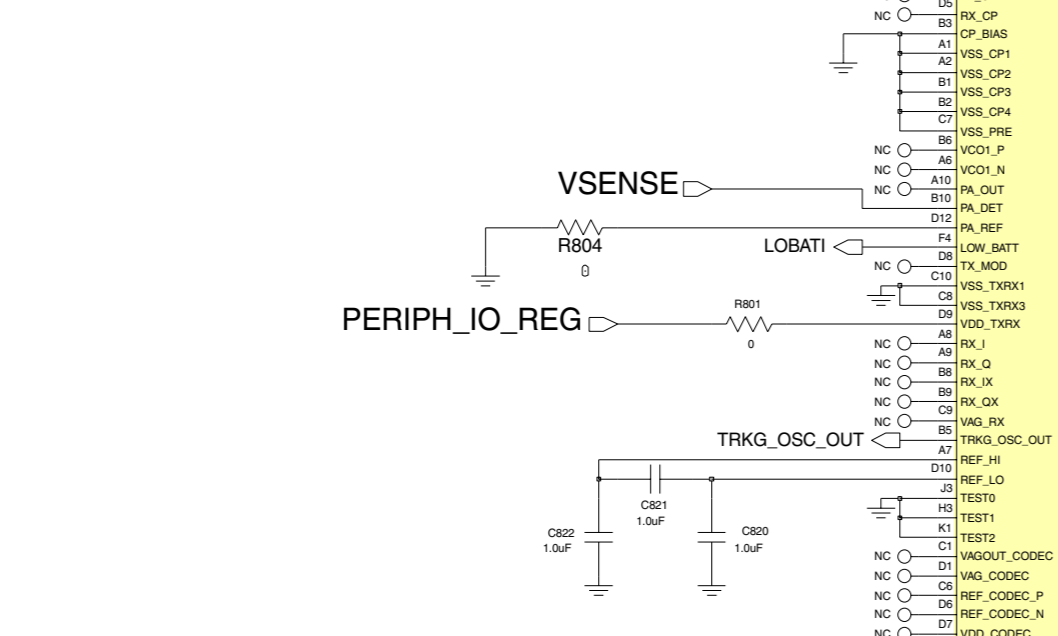 D5
NC RX_CP
B3
CP_BIAS
A1
VSS_CP1
A2
VSS_CP2
B1
VSS_CP3
B2
VSS_CP4
C7
VSS_PRE
B6
NC VCO1_P
A6
NC VCO1_N
A10
VSENSE NC PA_OUT
B10
PA_DET
D12
PA_REF
R804
0
F4
LOBATI LOW_BATT
D8
NC TX_MOD
C10
VSS_TXRX1
C8
VSS_TXRX3
R801
D9
PERIPH_IO_REG VDD_TXRX
0
A8
NC RX_I
A9
NC RX_Q
B8
NC RX_IX
B9
NC RX_QX
C9
NC VAG_RX
B5
TRKG_OSC_OUT TRKG_OSC_OUT
A7
REF_HI
D10
REF_LO
J3
TEST0
C821
1.0uF
H3
TEST1
K1
TEST2
C822
1.0uF
C820
1.0uF
C1
NC VAGOUT_CODEC
D1
NC VAG_CODEC
C6
NC REF_CODEC_P
D6
NC REF_CODEC_N
D7
NC VDD_CODEC